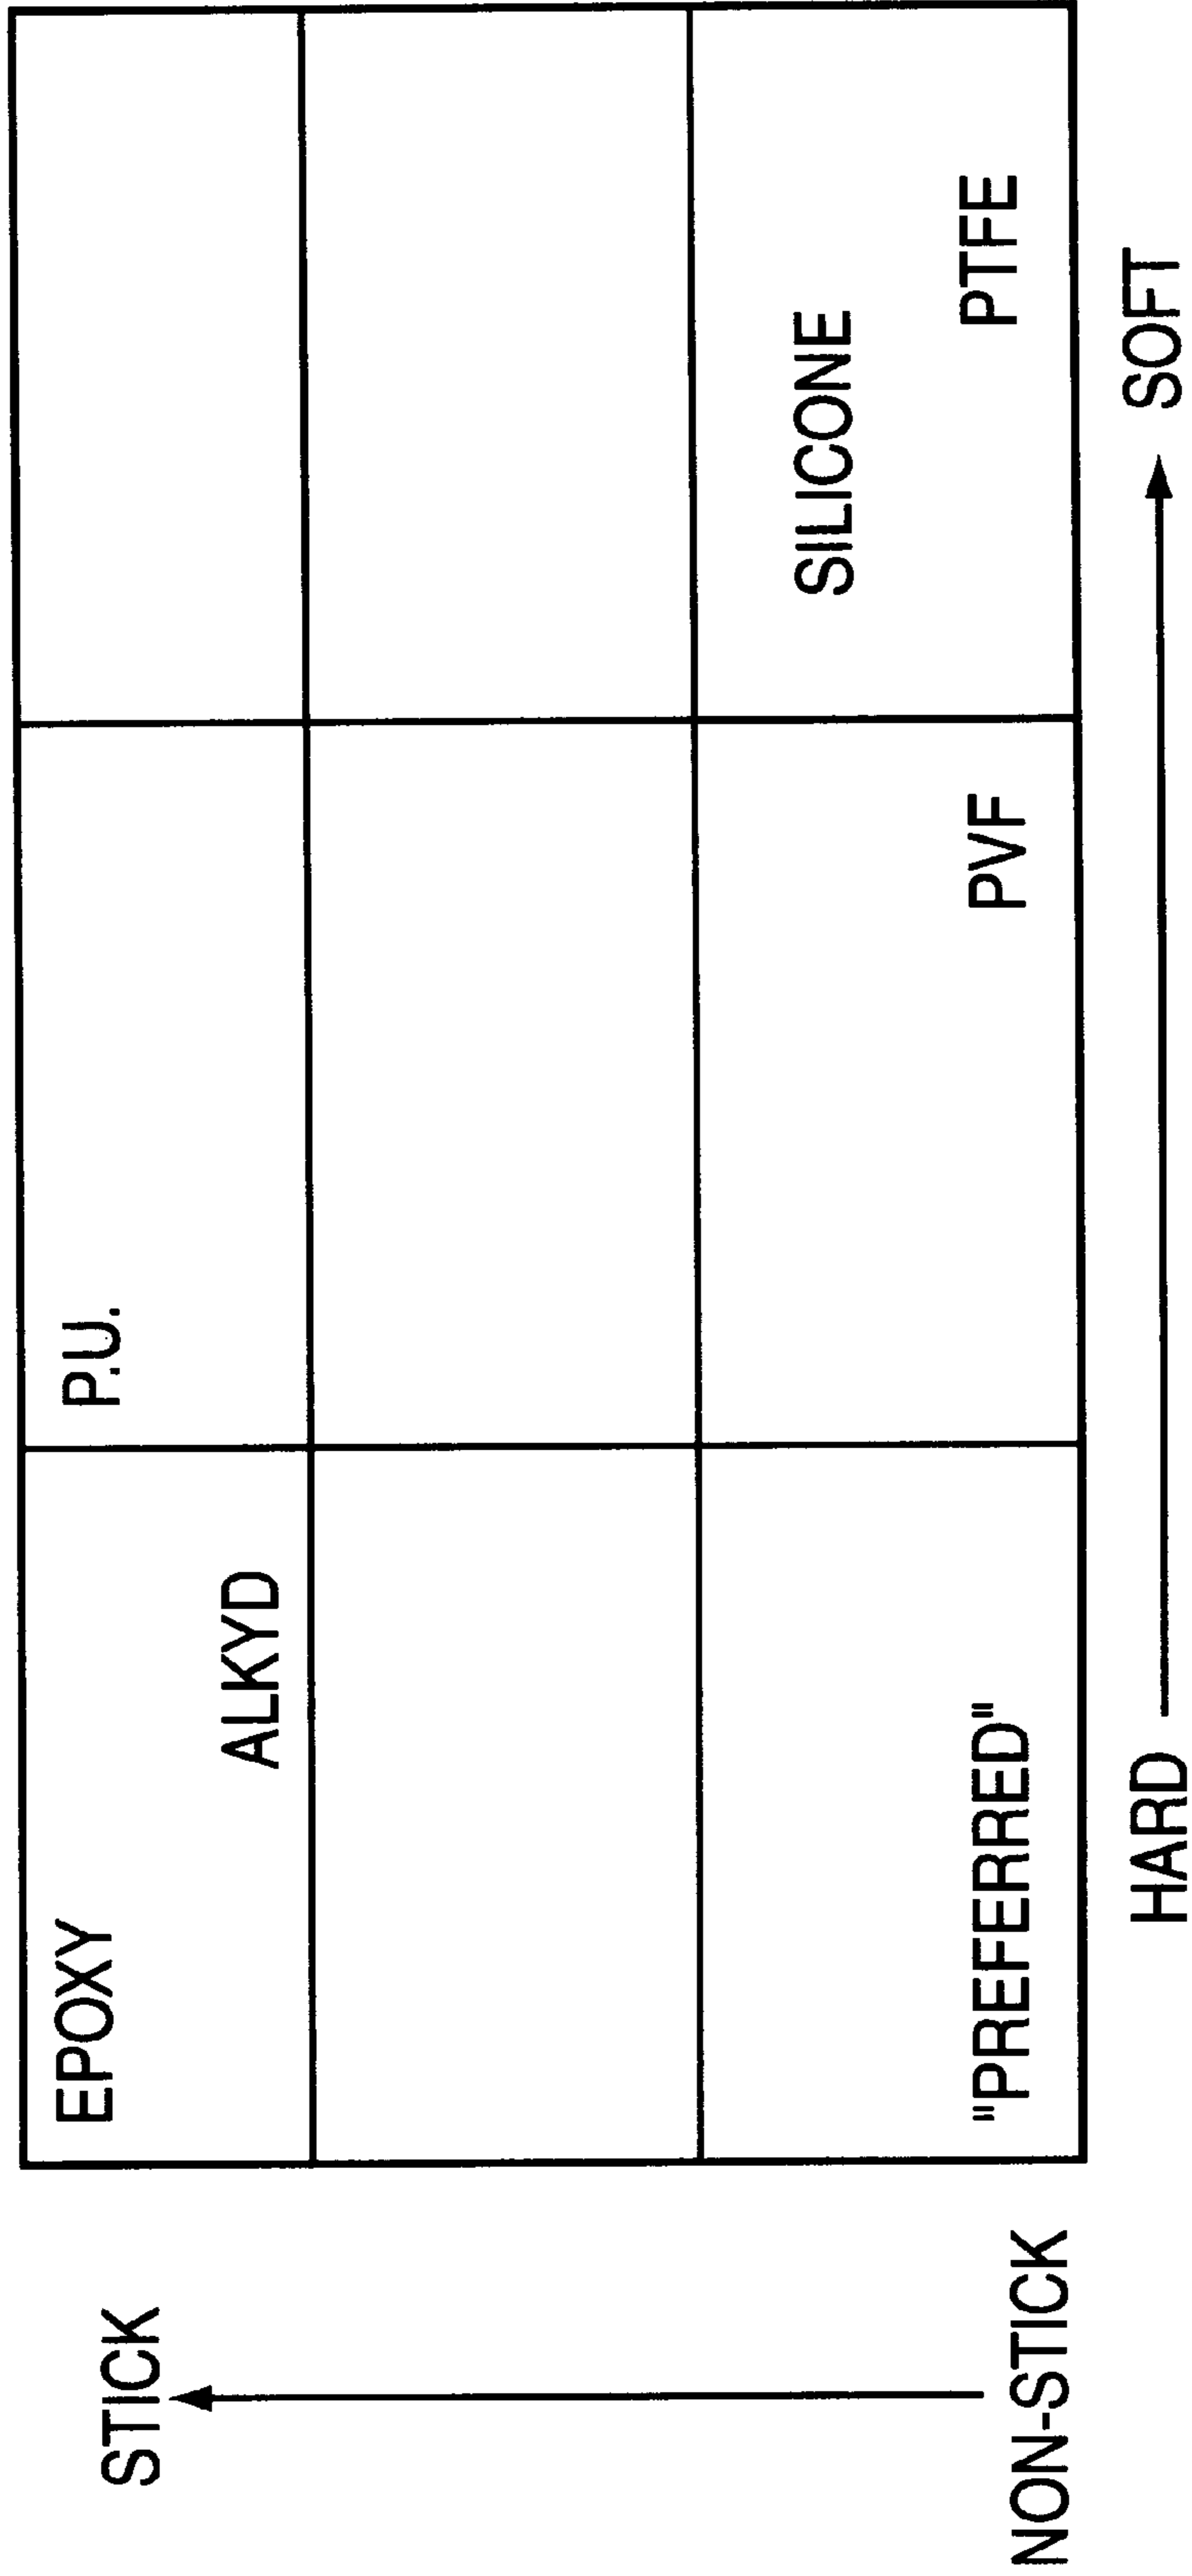 STICK
NON-STICK
EPOXY
ALKYD
P.U.
"PREFERRED"
PVF
SILICONE
PTFE
HARD
SOFT